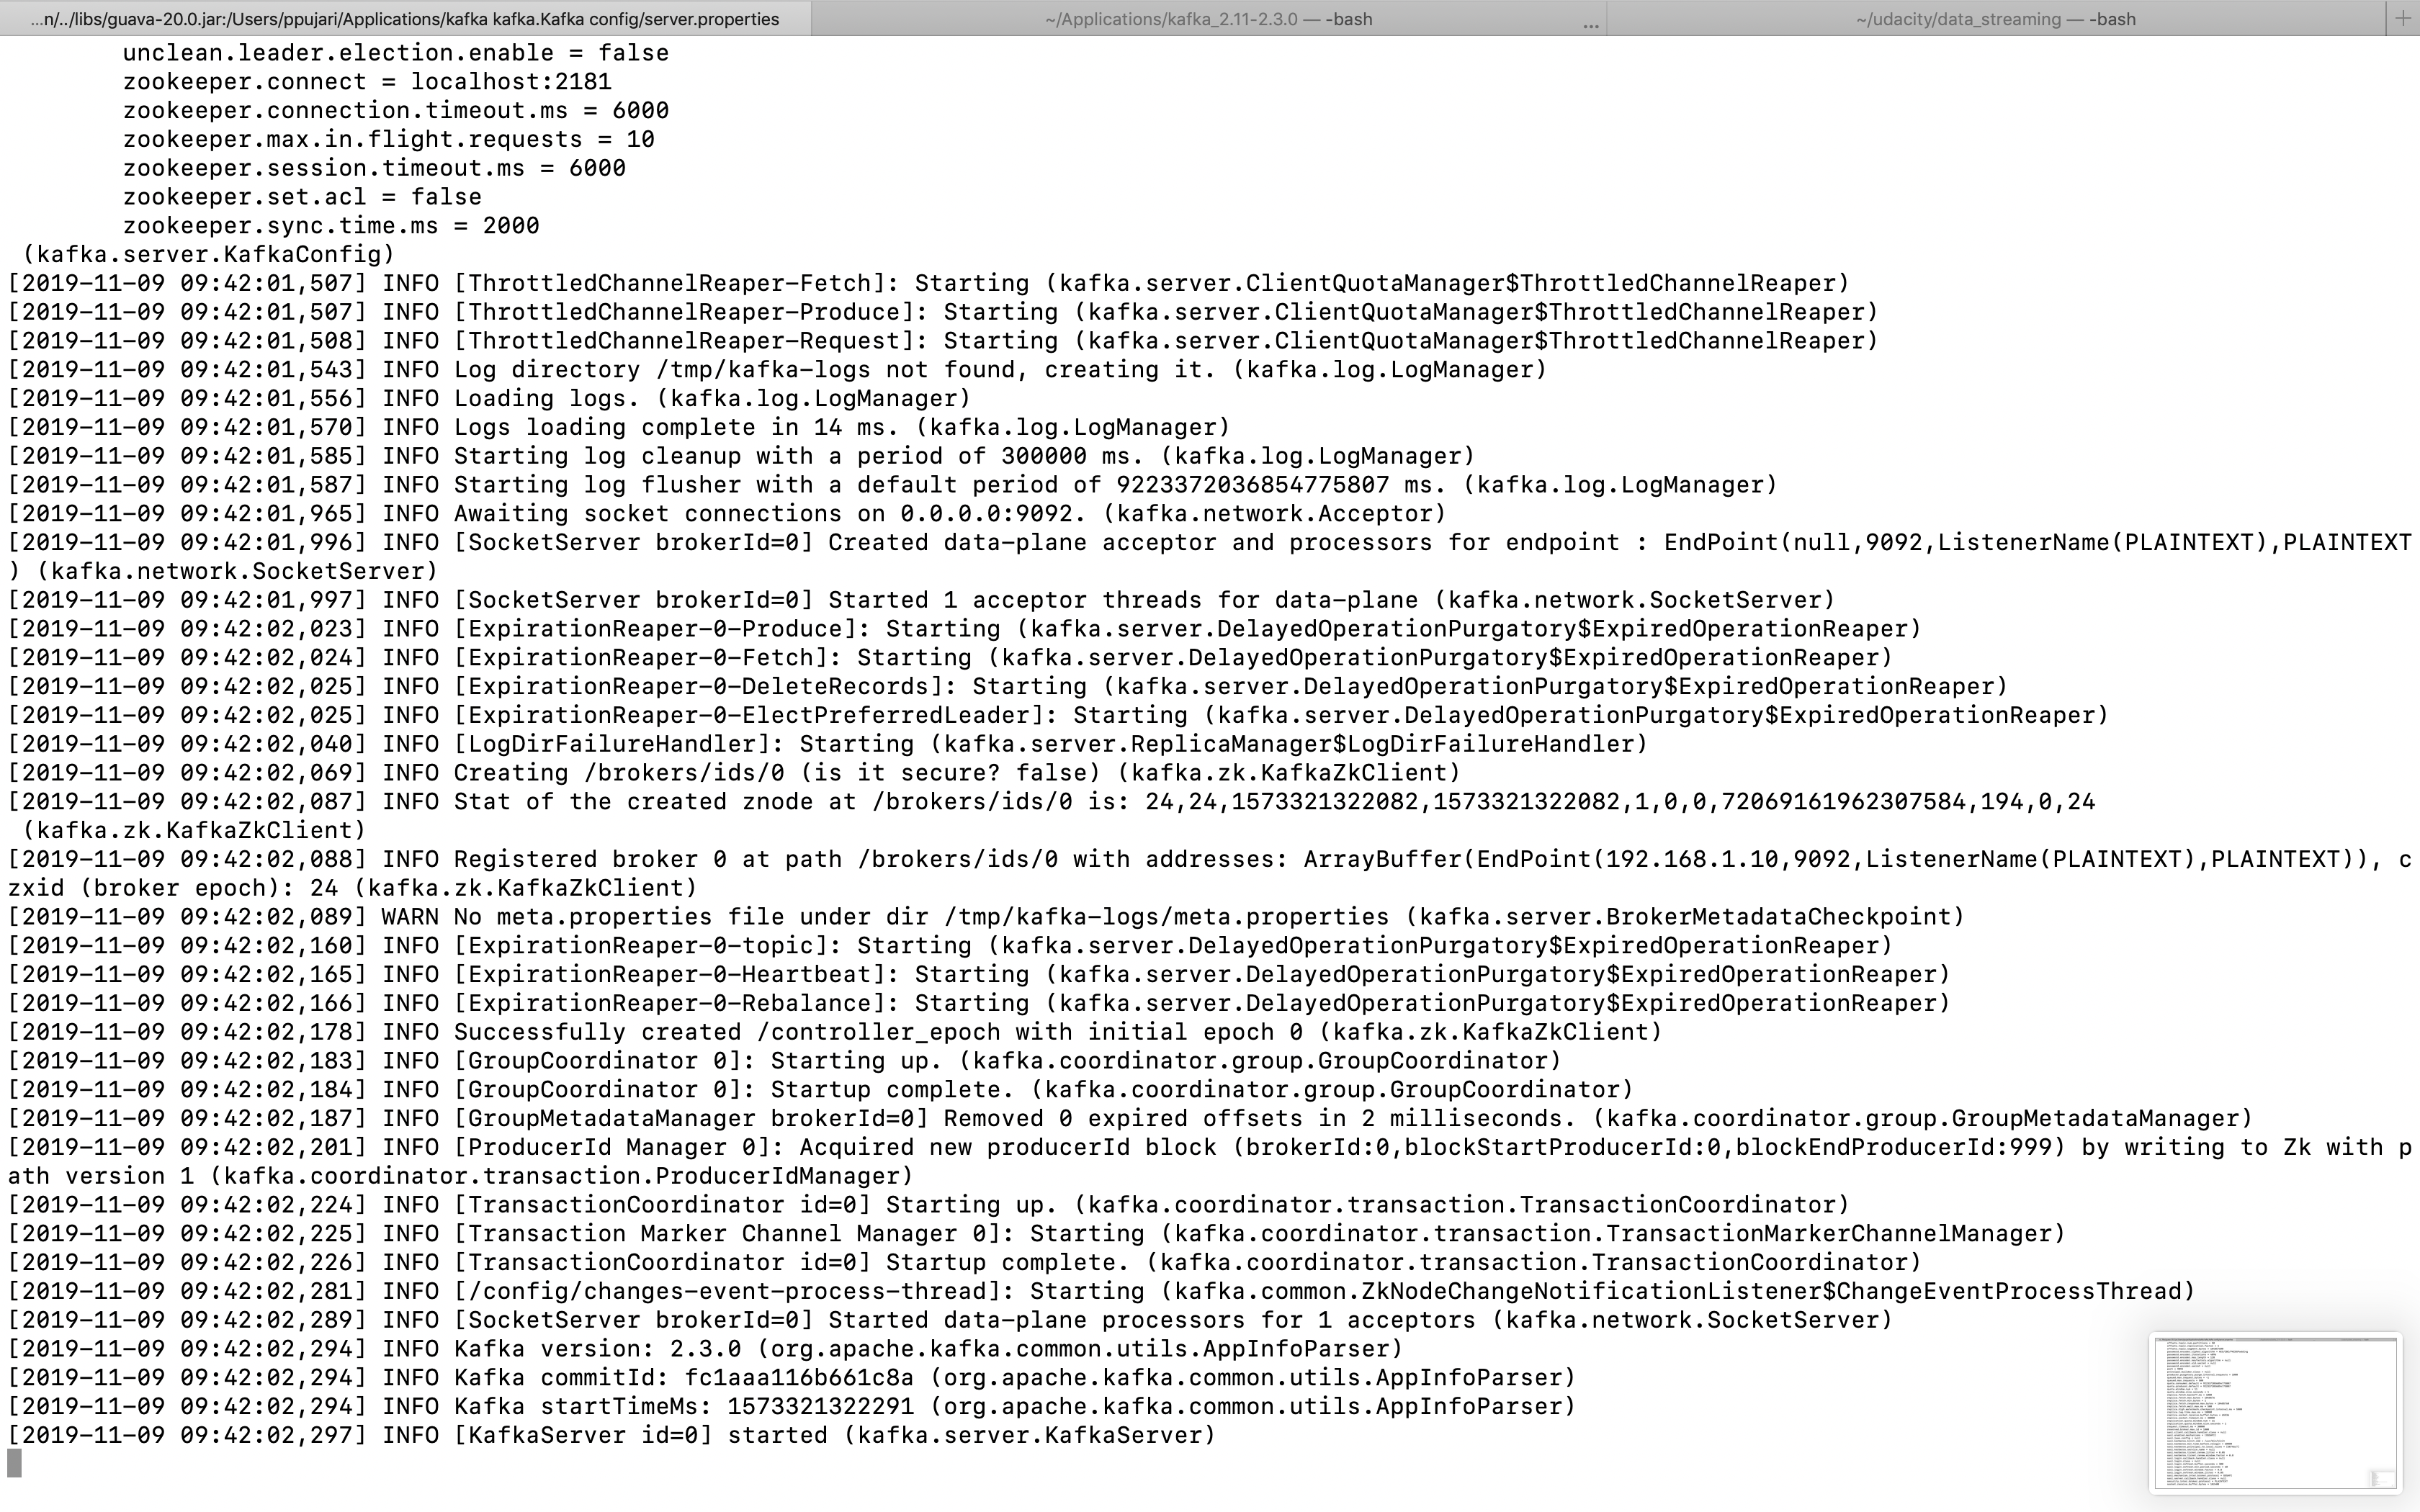 ...n/../libs/guava-20.0.jar:/Users/ppujari/Applications/kafka kafka.Kafka config/server.properties
~/Applications/kafka_2.11-2.3.0 — -bash
...
~/udacity/data_streaming — -bash
+
unclean.leader.election.enable = false
zookeeper.connect = localhost:2181
zookeeper.connection.timeout.ms = 6000
zookeeper.max.in.flight.requests = 10
zookeeper.session.timeout.ms = 6000
zookeeper.set.acl = false
zookeeper.sync.time.ms = 2000
(kafka.server.KafkaConfig)
[2019-11-09 09:42:01,507] INFO [ThrottledChannelReaper-Fetch]: Starting (kafka.server.ClientQuotaManager$ThrottledChannelReaper)
[2019-11-09 09:42:01,507] INFO [ThrottledChannelReaper-Produce]: Starting (kafka.server.ClientQuotaManager$ThrottledChannelReaper)
[2019-11-09 09:42:01,508] INFO [ThrottledChannelReaper-Request]: Starting (kafka.server.ClientQuotaManager$ThrottledChannelReaper)
[2019-11-09 09:42:01,543] INFO Log directory /tmp/kafka-logs not found, creating it. (kafka.log.LogManager)
[2019-11-09 09:42:01,556] INFO Loading logs. (kafka.log.LogManager)
[2019-11-09 09:42:01,570] INFO Logs loading complete in 14 ms. (kafka.log.LogManager)
[2019-11-09 09:42:01,585] INFO Starting log cleanup with a period of 300000 ms. (kafka.log.LogManager)
[2019-11-09 09:42:01,587] INFO Starting log flusher with a default period of 9223372036854775807 ms. (kafka.log.LogManager)
[2019-11-09 09:42:01,965] INFO Awaiting socket connections on 0.0.0.0:9092. (kafka.network.Acceptor)
[2019-11-09 09:42:01,996] INFO [SocketServer brokerId=0] Created data-plane acceptor and processors for endpoint : EndPoint(null,9092,ListenerName(PLAINTEXT),PLAINTEXT
) (kafka.network.SocketServer)
[2019-11-09 09:42:01,997] INFO [SocketServer brokerId=0] Started 1 acceptor threads for data-plane (kafka.network.SocketServer)
[2019-11-09 09:42:02,023] INFO [ExpirationReaper-0-Produce]: Starting (kafka.server.DelayedOperationPurgatory$ExpiredOperationReaper)
[2019-11-09 09:42:02,024] INFO [ExpirationReaper-0-Fetch]: Starting (kafka.server.DelayedOperationPurgatory$ExpiredOperationReaper)
[2019-11-09 09:42:02,025] INFO [ExpirationReaper-0-DeleteRecords]: Starting (kafka.server.DelayedOperationPurgatory$ExpiredOperationReaper)
[2019-11-09 09:42:02,025] INFO [ExpirationReaper-0-ElectPreferredLeader]: Starting (kafka.server.DelayedOperationPurgatory$ExpiredOperationReaper)
[2019-11-09 09:42:02,040] INFO [LogDirFailureHandler]: Starting (kafka.server.ReplicaManager$LogDirFailureHandler)
[2019-11-09 09:42:02,069] INFO Creating /brokers/ids/0 (is it secure? false) (kafka.zk.KafkaZkClient)
[2019-11-09 09:42:02,087] INFO Stat of the created znode at /brokers/ids/0 is: 24,24,1573321322082,1573321322082,1,0,0,72069161962307584,194,0,24
(kafka.zk.KafkaZkClient)
[2019-11-09 09:42:02,088] INFO Registered broker 0 at path /brokers/ids/0 with addresses: ArrayBuffer(EndPoint(192.168.1.10,9092,ListenerName(PLAINTEXT),PLAINTEXT)), c
zxid (broker epoch): 24 (kafka.zk.KafkaZkClient)
[2019-11-09 09:42:02,089] WARN No meta.properties file under dir /tmp/kafka-logs/meta.properties (kafka.server.BrokerMetadataCheckpoint)
[2019-11-09 09:42:02,160] INFO [ExpirationReaper-0-topic]: Starting (kafka.server.DelayedOperationPurgatory$ExpiredOperationReaper)
[2019-11-09 09:42:02,165] INFO [ExpirationReaper-0-Heartbeat]: Starting (kafka.server.DelayedOperationPurgatory$ExpiredOperationReaper)
[2019-11-09 09:42:02,166] INFO [ExpirationReaper-0-Rebalance]: Starting (kafka.server.DelayedOperationPurgatory$ExpiredOperationReaper)
[2019-11-09 09:42:02,178] INFO Successfully created /controller_epoch with initial epoch 0 (kafka.zk.KafkaZkClient)
[2019-11-09 09:42:02,183] INFO [GroupCoordinator 0]: Starting up. (kafka.coordinator.group.GroupCoordinator)
[2019-11-09 09:42:02,184] INFO [GroupCoordinator 0]: Startup complete. (kafka.coordinator.group.GroupCoordinator)
[2019-11-09 09:42:02,187] INFO [GroupMetadataManager brokerId=0] Removed 0 expired offsets in 2 milliseconds. (kafka.coordinator.group.GroupMetadataManager)
[2019-11-09 09:42:02,201] INFO [ProducerId Manager 0]: Acquired new producerId block (brokerId:0,blockStartProducerId:0,blockEndProducerId:999) by writing to Zk with p
ath version 1 (kafka.coordinator.transaction.ProducerIdManager)
[2019-11-09 09:42:02,224] INFO [TransactionCoordinator id=0] Starting up. (kafka.coordinator.transaction.TransactionCoordinator)
[2019-11-09 09:42:02,225] INFO [Transaction Marker Channel Manager 0]: Starting (kafka.coordinator.transaction.TransactionMarkerChannelManager)
[2019-11-09 09:42:02,226] INFO [TransactionCoordinator id=0] Startup complete. (kafka.coordinator.transaction.TransactionCoordinator)
[2019-11-09 09:42:02,281] INFO [/config/changes-event-process-thread]: Starting (kafka.common.ZkNodeChangeNotificationListener$ChangeEventProcessThread)
[2019-11-09 09:42:02,289] INFO [SocketServer brokerId=0] Started data-plane processors for 1 acceptors (kafka.network.SocketServer)
[2019-11-09 09:42:02,294] INFO Kafka version: 2.3.0 (org.apache.kafka.common.utils.AppInfoParser)
[2019-11-09 09:42:02,294] INFO Kafka commitId: fc1aaa116b661c8a (org.apache.kafka.common.utils.AppInfoParser)
[2019-11-09 09:42:02,294] INFO Kafka startTimeMs: 1573321322291 (org.apache.kafka.common.utils.AppInfoParser)
[2019-11-09 09:42:02,297] INFO [KafkaServer id=0] started (kafka.server.KafkaServer)